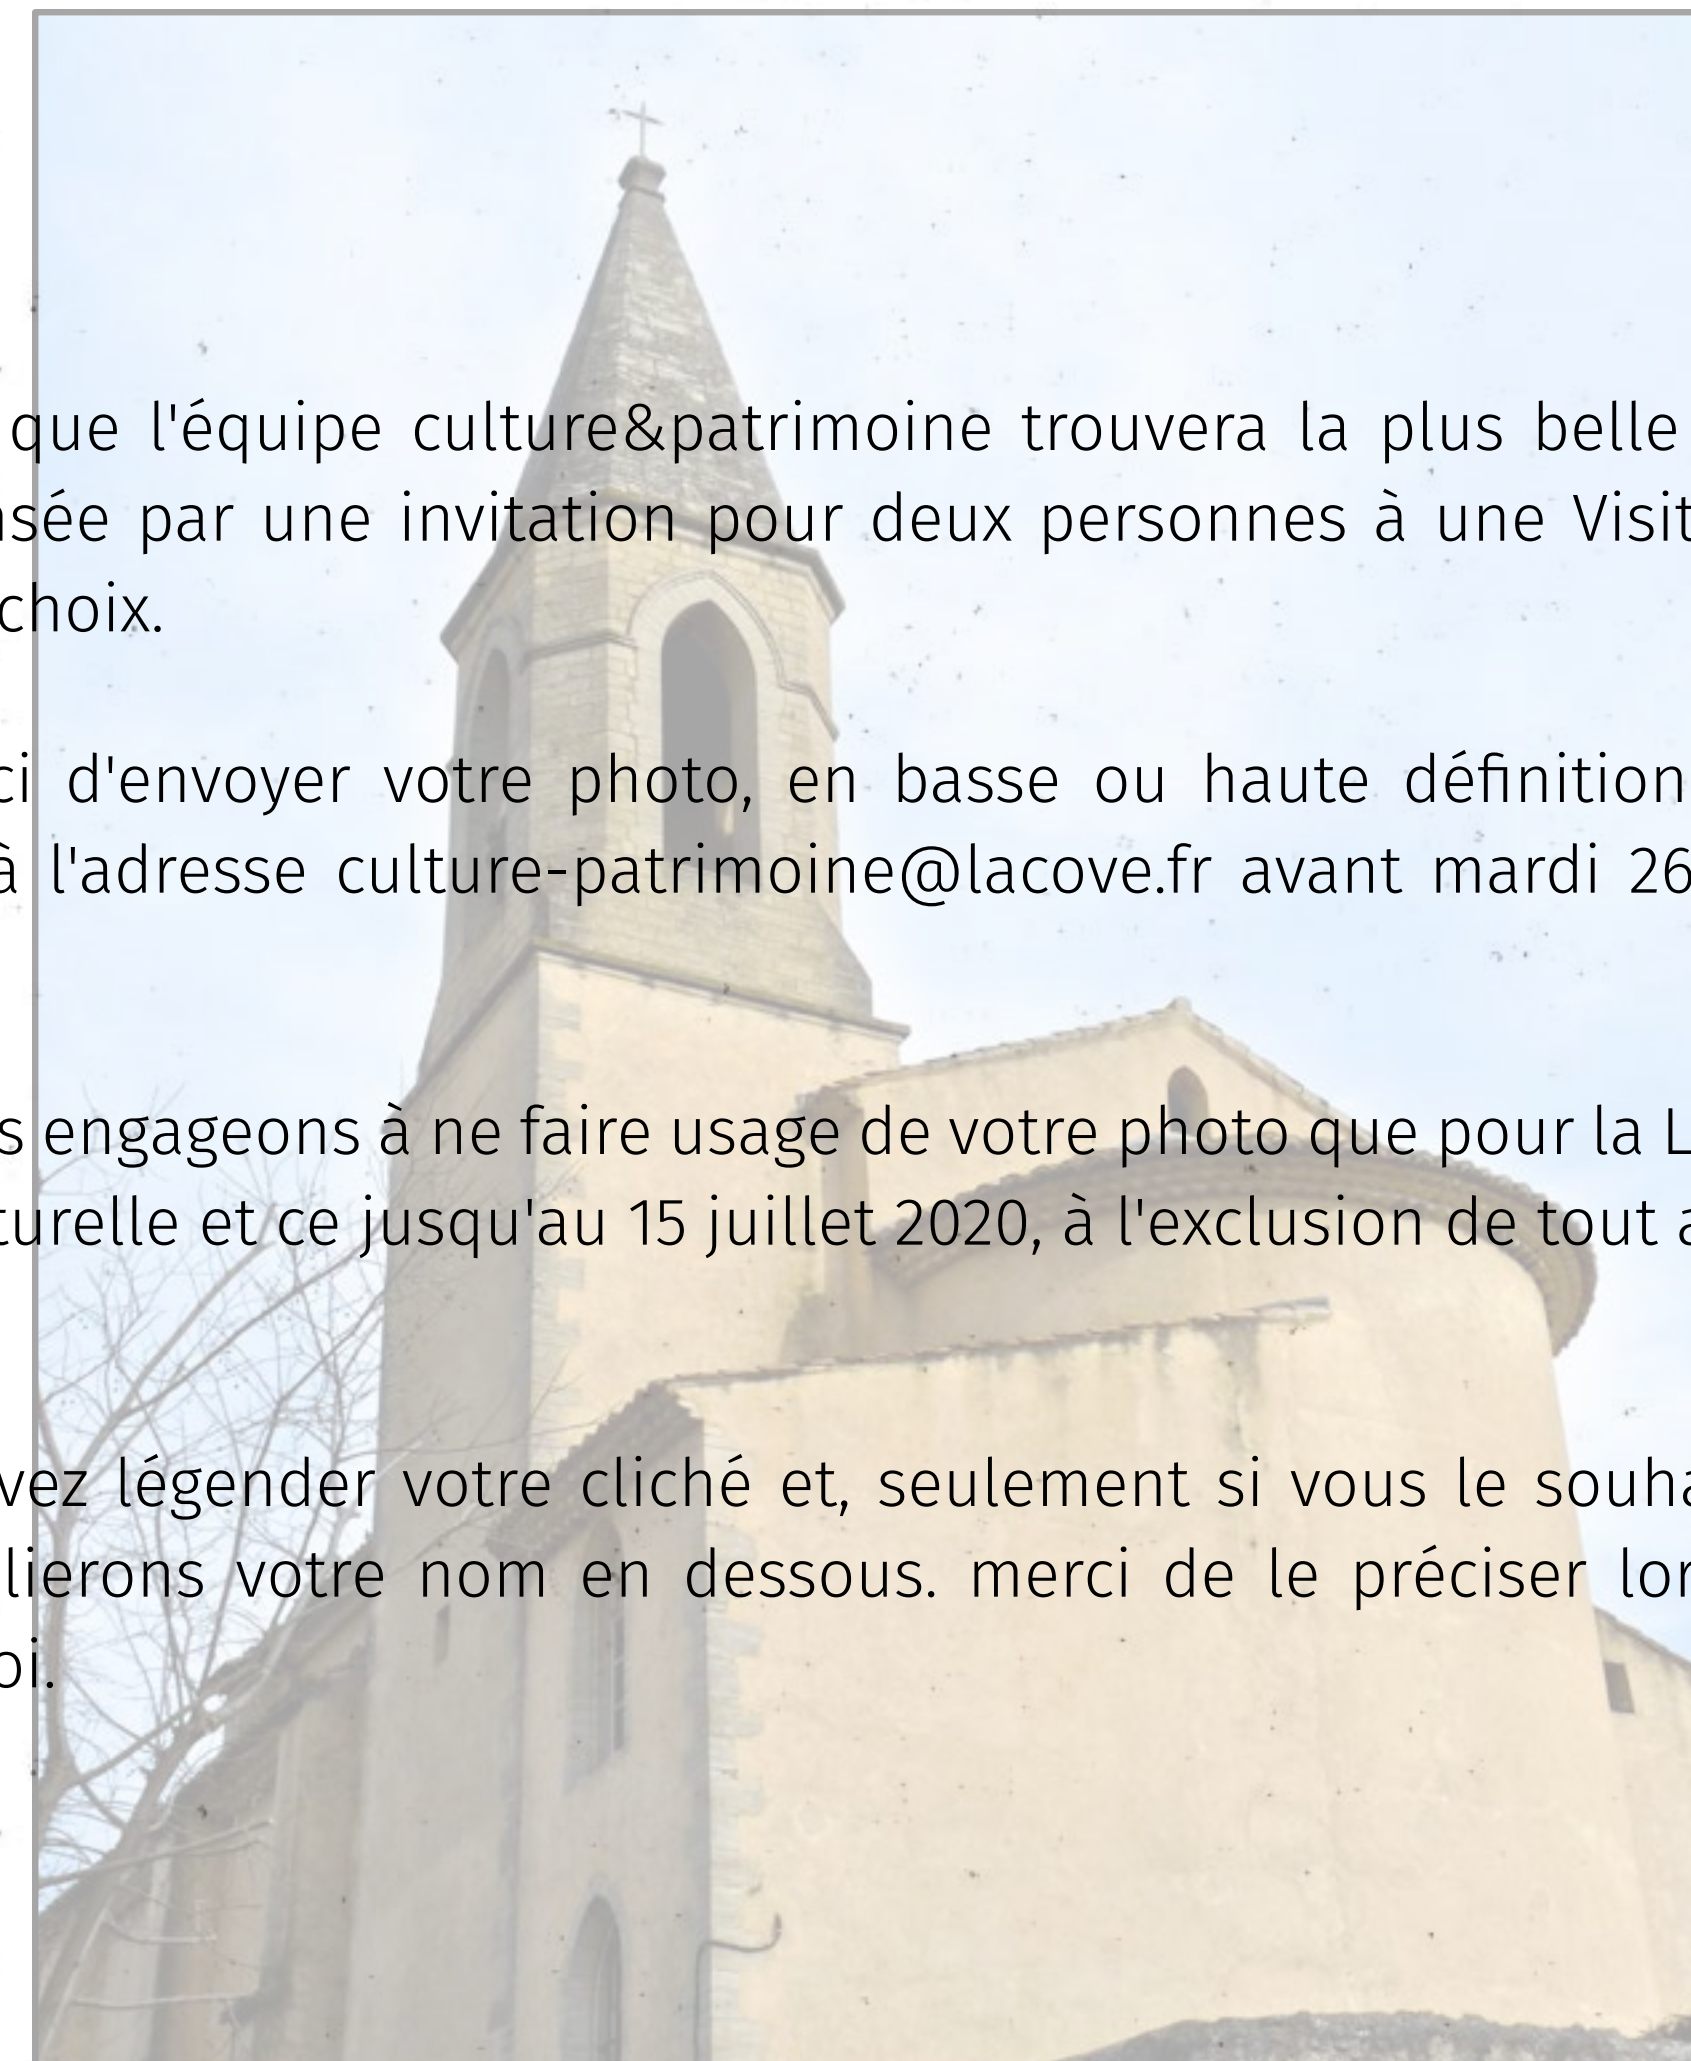 que l'équipe culture&patrimoine trouvera la plus belle
nsée par une invitation pour deux personnes à une Visit
choix.
ci d'envoyer votre photo, en basse ou haute définition
à l'adresse culture-patrimoine@lacove.fr avant mardi 26
s engageons à ne faire usage de votre photo que pour la L
turelle et ce jusqu'au 15 juillet 2020, à l'exclusion de tout a
vez légender votre cliché et, seulement si vous le souha
lierons votre nom en dessous. merci de le préciser lor
oi.